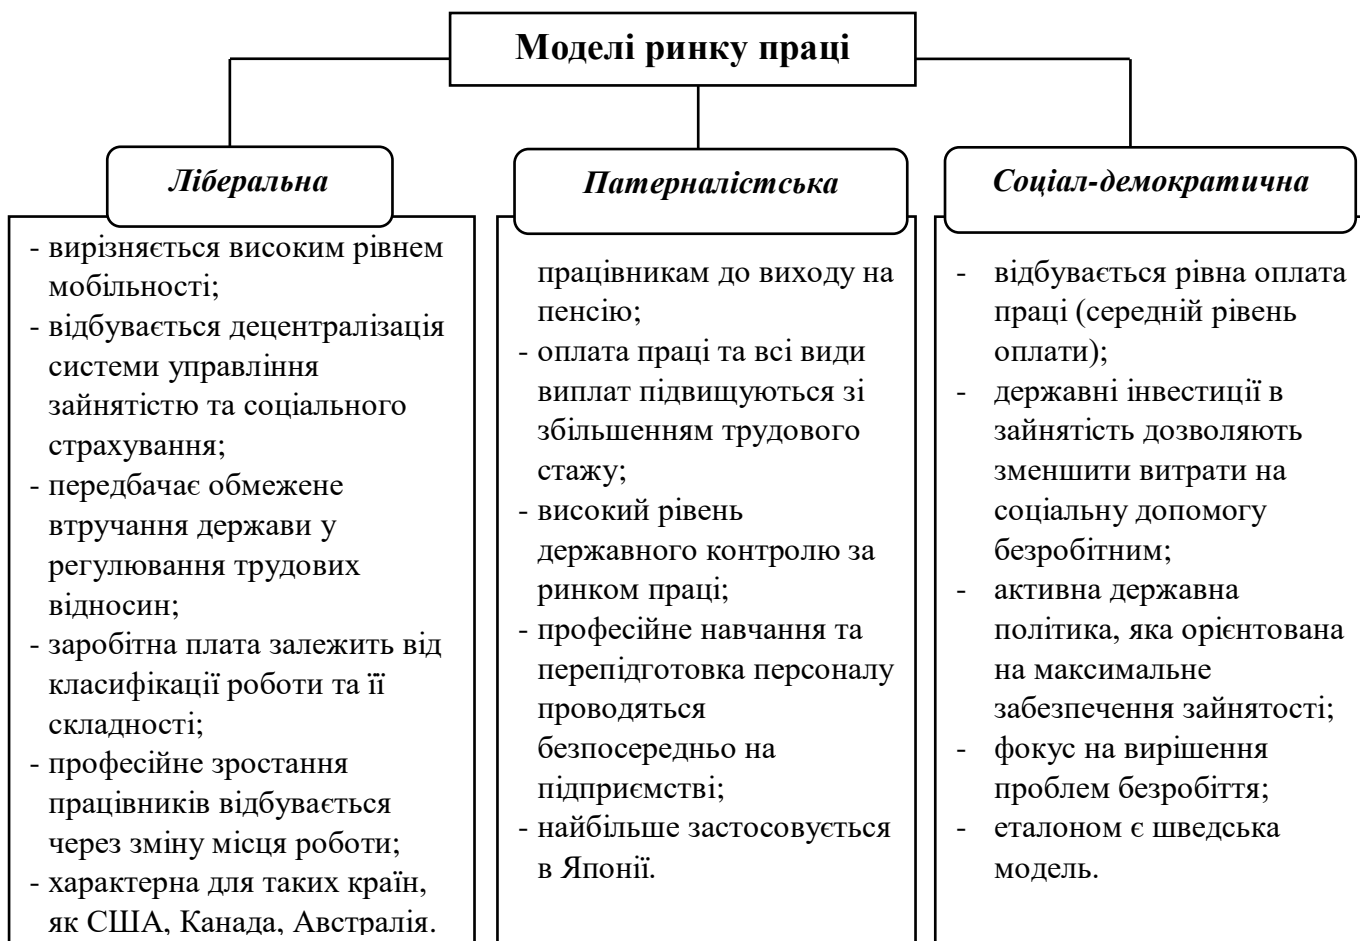 Моделі ринку праці
Ліберальна
- вирізняється високим рівнем
мобільності;
- відбувається децентралізація
системи управління
зайнятістю та соціального
страхування;
- передбачає обмежене
втручання держави у
регулювання трудових
відносин;
- заробітна плата залежить від
класифікації роботи та її
складності;
- професійне зростання
працівників відбувається
через зміну місця роботи;
- характерна для таких країн,
як США, Канада, Австралія.
Патерналістська
працівникам до виходу на
пенсію;
- оплата праці та всі види
виплат підвищуються зі
збільшенням трудового
стажу;
- високий рівень
державного контролю за
ринком праці;
- професійне навчання та
перепідготовка персоналу
проводяться
безпосередньо на
підприємстві;
- найбільше застосовується
в Японії.
Соціал-демократична
- відбувається рівна оплата
праці (середній рівень
оплати);
- державні інвестиції в
зайнятість дозволяють
зменшити витрати на
соціальну допомогу
безробітним;
- активна державна
політика, яка орієнтована
на максимальне
забезпечення зайнятості;
- фокус на вирішення
проблем безробіття;
- еталоном є шведська
модель.